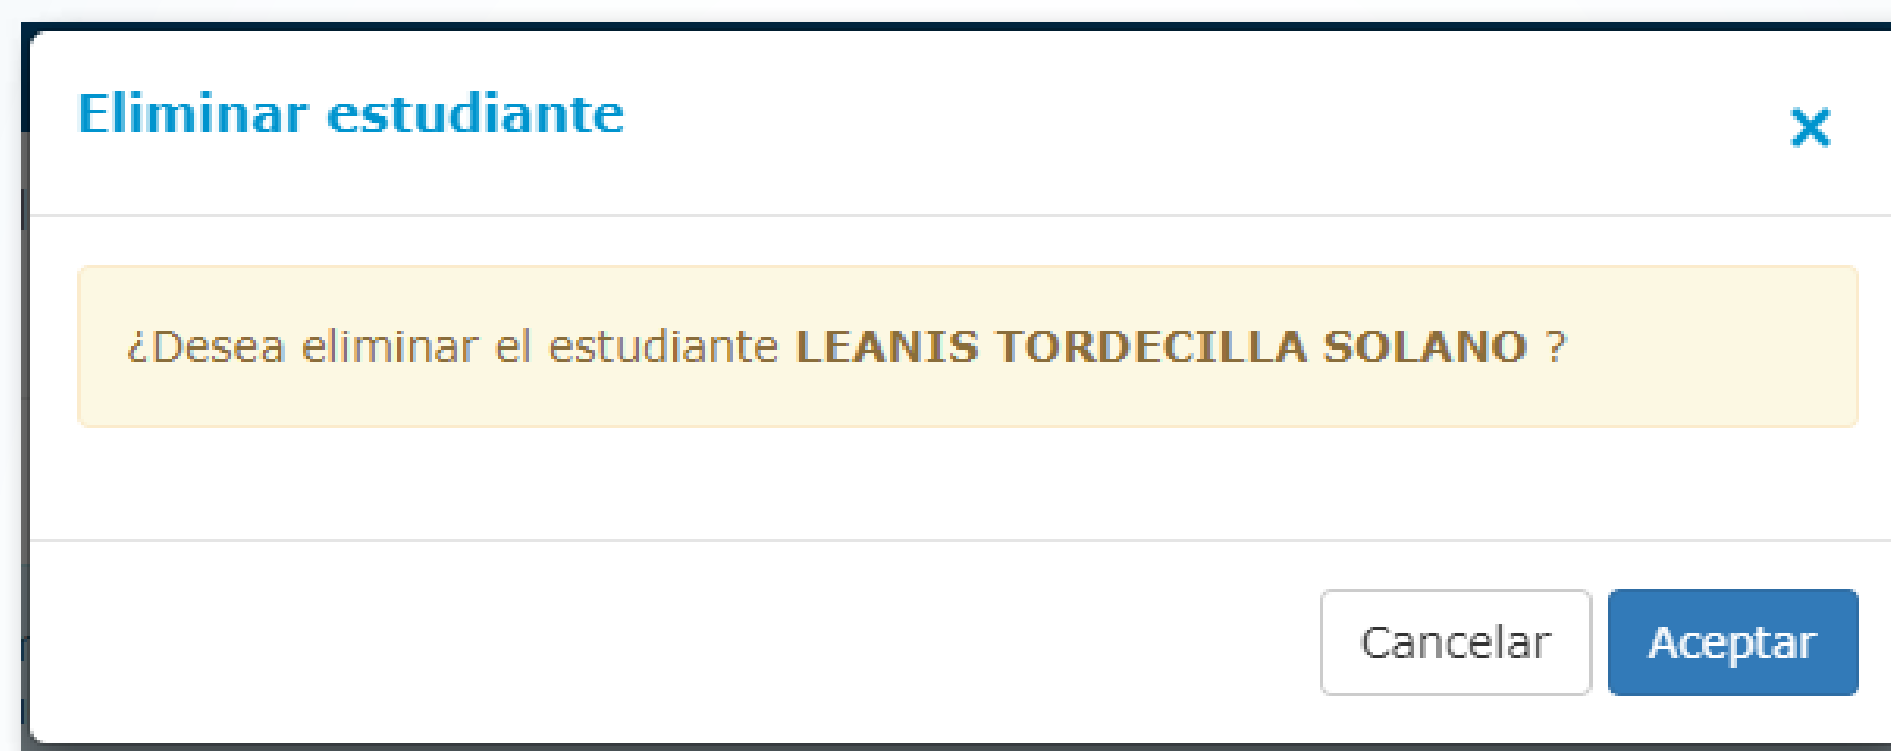 Eliminar estudiante
¿Desea eliminar el estudiante LEANIS TORDECILLA SOLANO ?
Cancelar
Aceptar